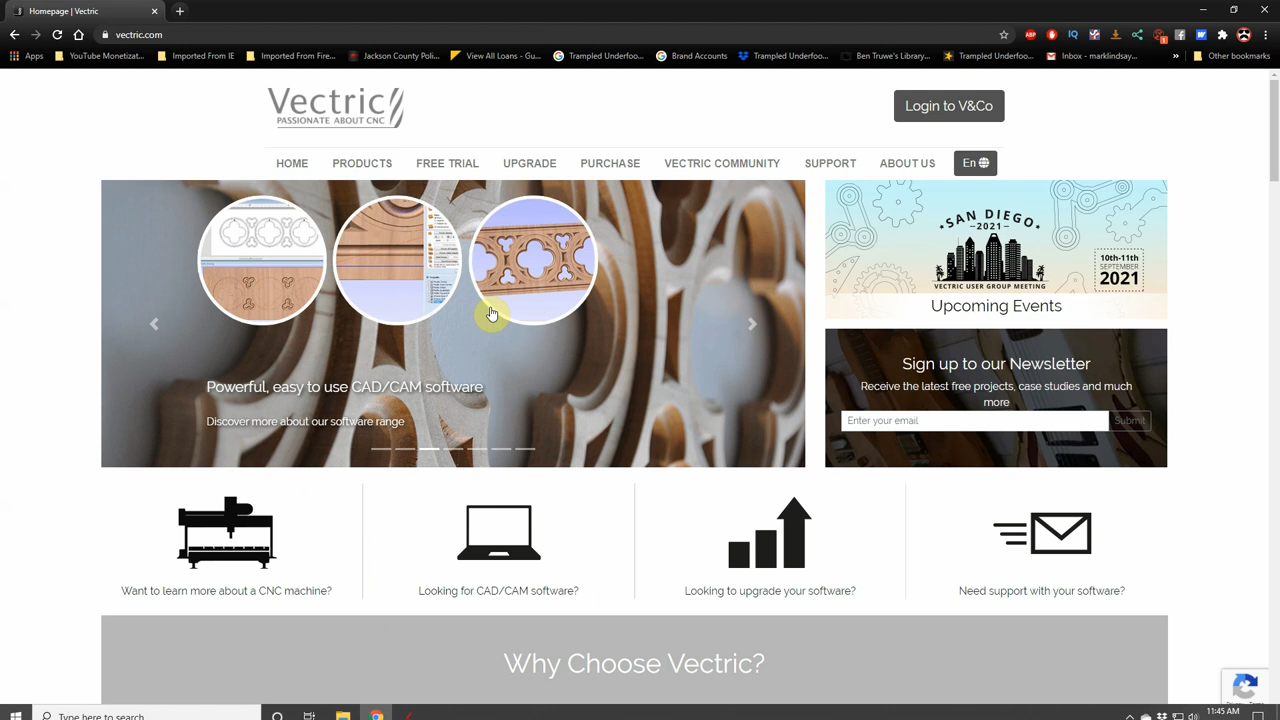 Homepage | Vectric
vectric.com
Apps
YouTube Monetizat...
Imported From IE
Imported From Fire...
Jackson County Poli...
View All Loans - Gu...
Trampled Underfoo...
Brand Accounts
Trampled Underfoo...
Ben Truwe's Library...
Trampled Underfoo...
Inbox - marklindsay...
»
Other bookmarks
Vectric
PASSIONATE ABOUT CNC
Login to V&Co
HOME
PRODUCTS
FREE TRIAL
UPGRADE
PURCHASE
VECTRIC COMMUNITY
SUPPORT
ABOUT US
En
Powerful, easy to use CAD/CAM software
Discover more about our software range
SAN DIEGO
2021
VECTRIC USER GROUP MEETING
10th-11th
SEPTEMBER
2021
Upcoming Events
Sign up to our Newsletter
Receive the latest free projects, case studies and much
more
Enter your email
Submit
Want to learn more about a CNC machine?
Looking for CAD/CAM software?
Looking to upgrade your software?
Need support with your software?
Why Choose Vectric?
Type here to search
11:45 AM